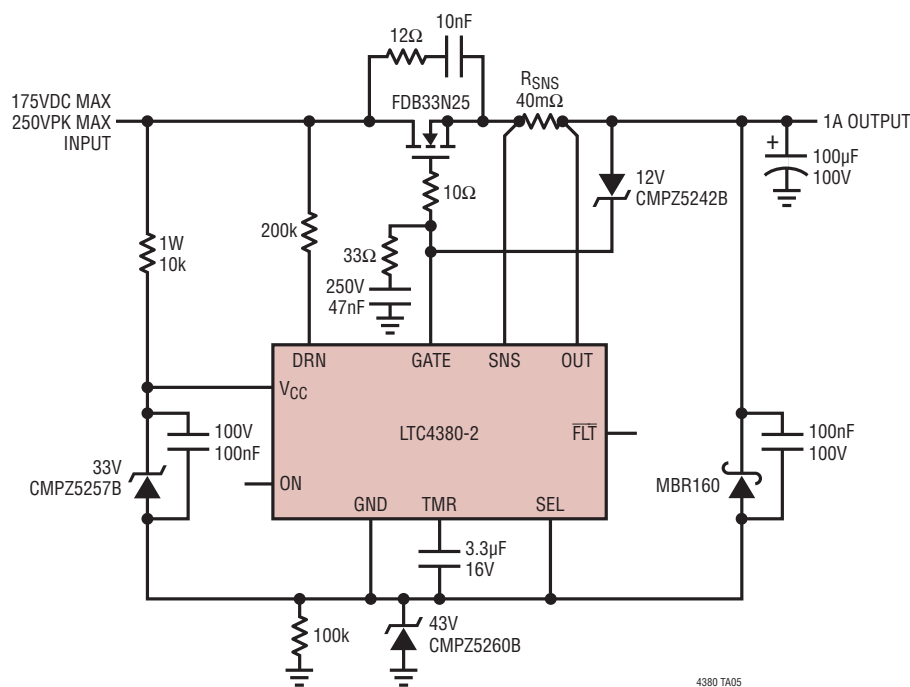 10nF
12Ω
RSNS
40mΩ
FDB33N25
175VDC MAX
250VPK MAX
INPUT
1A OUTPUT
+
100µF
100V
12V
CMPZ5242B
10Ω
200k
33Ω
1W
10k
250V
47nF
DRN
GATE
SNS
OUT
VCC
LTC4380-2
FLT
100V
100nF
33V
CMPZ5257B
ON
100nF
100V
MBR160
GND
TMR
SEL
3.3µF
16V
100k
43V
CMPZ5260B
4380 TA05